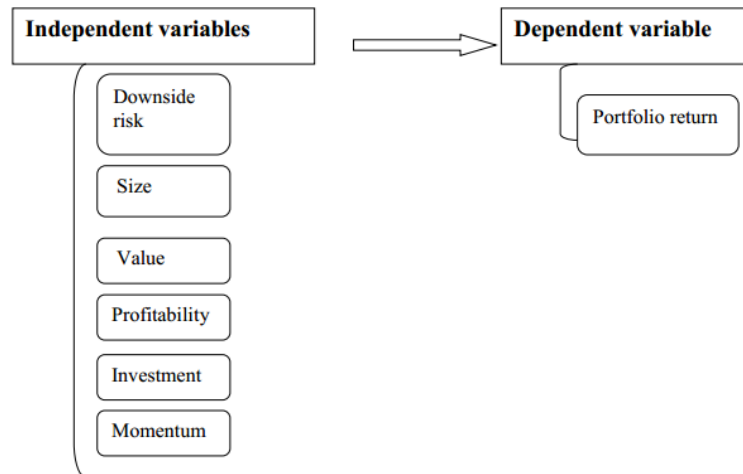 Independent variables
Dependent variable
Downside
risk
Portfolio return
Size
Value
Profitability
Investment
Momentum